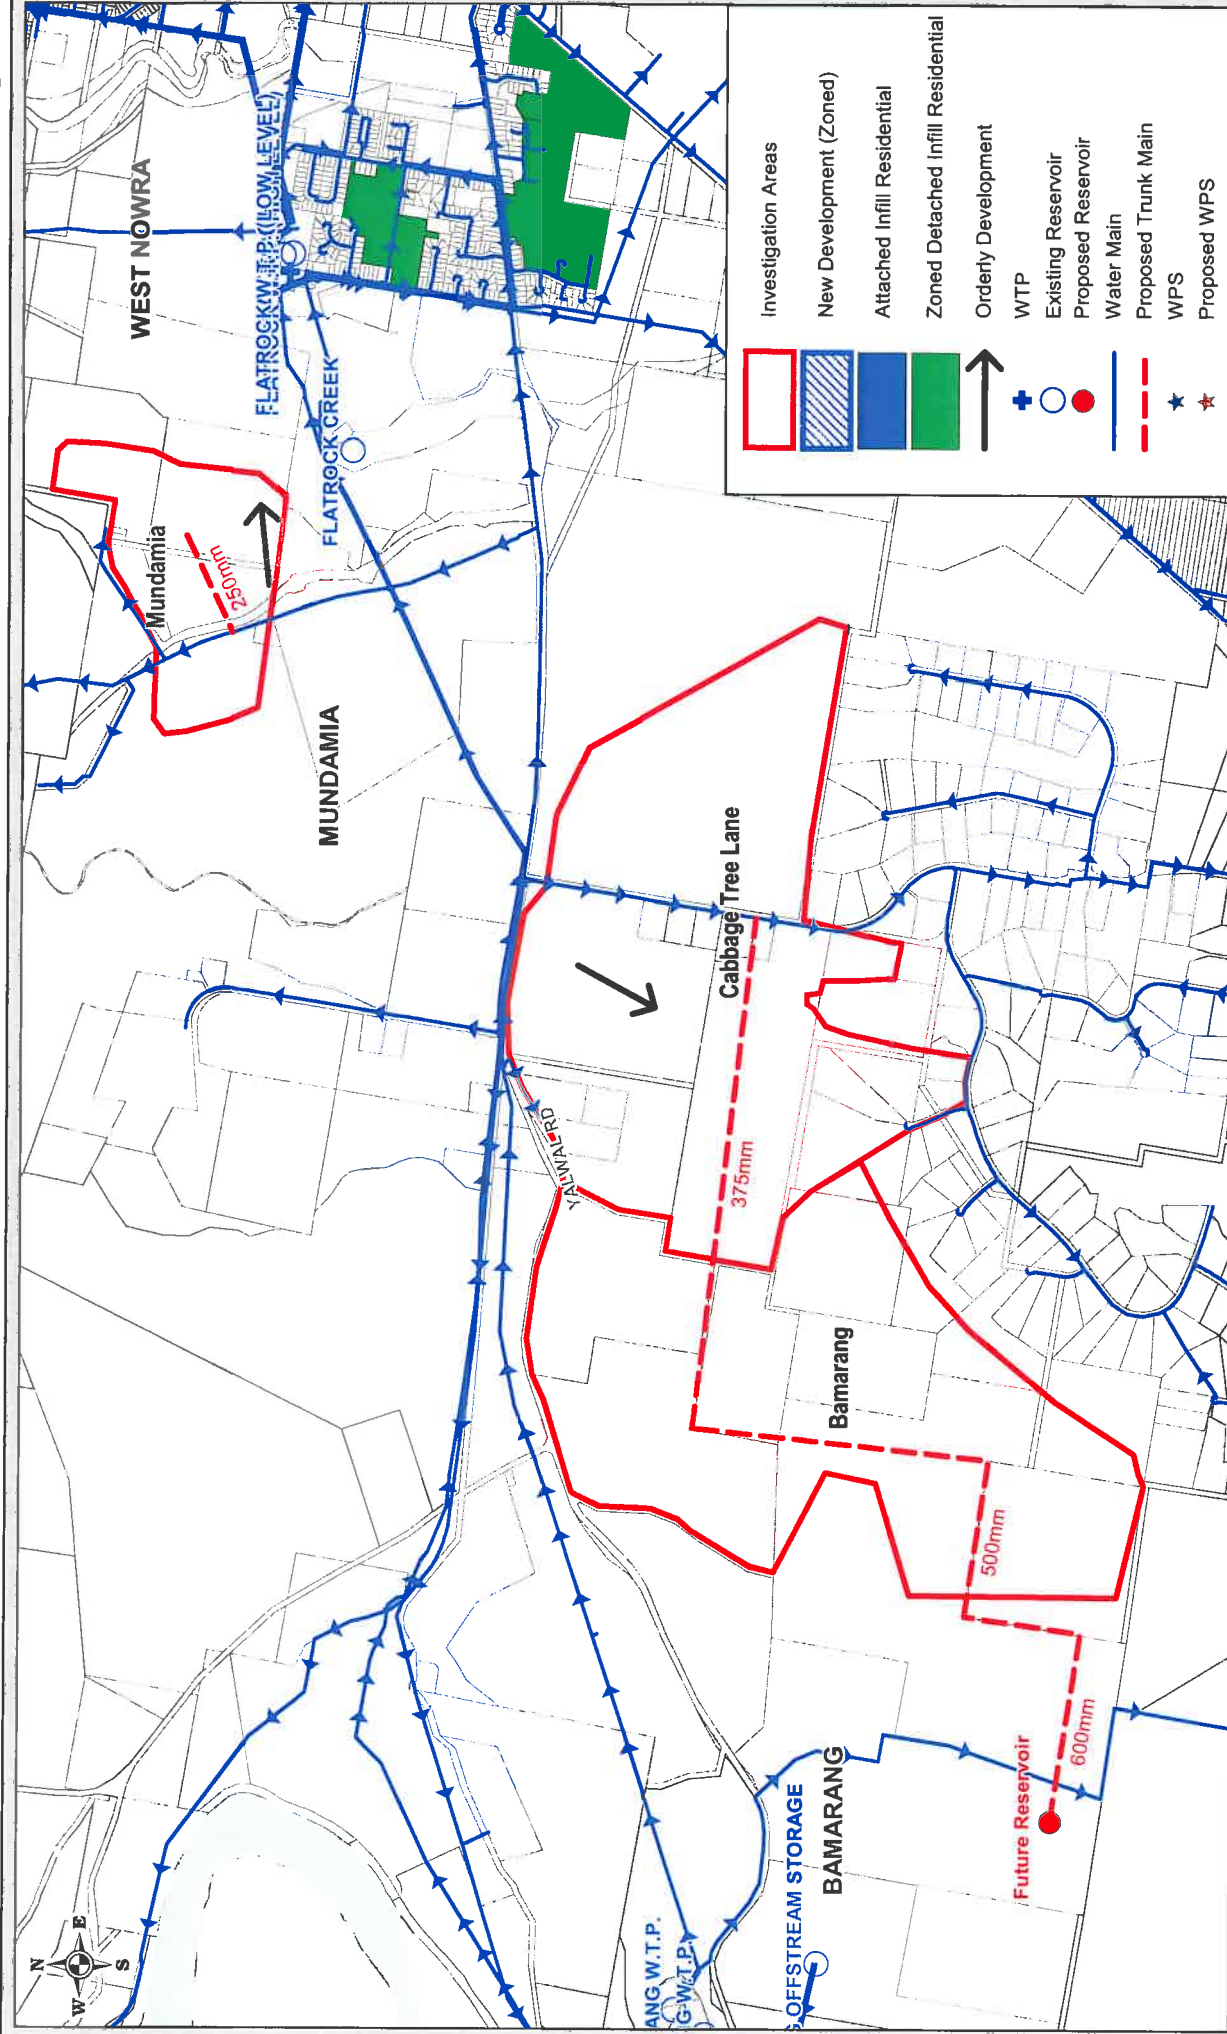 N
W E
S
WEST NOWRA
FLATROCK W.T.P. (LOW LEVEL)
FLATROCK CREEK
Mundamia
250mm
MUNDAMIA
Cabbage Tree Lane
YALWAL RD
375mm
Bamarang
500mm
600mm
Future Reservoir
BAMARANG
OFFSTREAM STORAGE
ANG W.T.P.
G W.T.P.
Investigation Areas
New Development (Zoned)
Attached Infill Residential
Zoned Detached Infill Residential
Orderly Development
WTP
Existing Reservoir
Proposed Reservoir
Water Main
Proposed Trunk Main
WPS
Proposed WPS